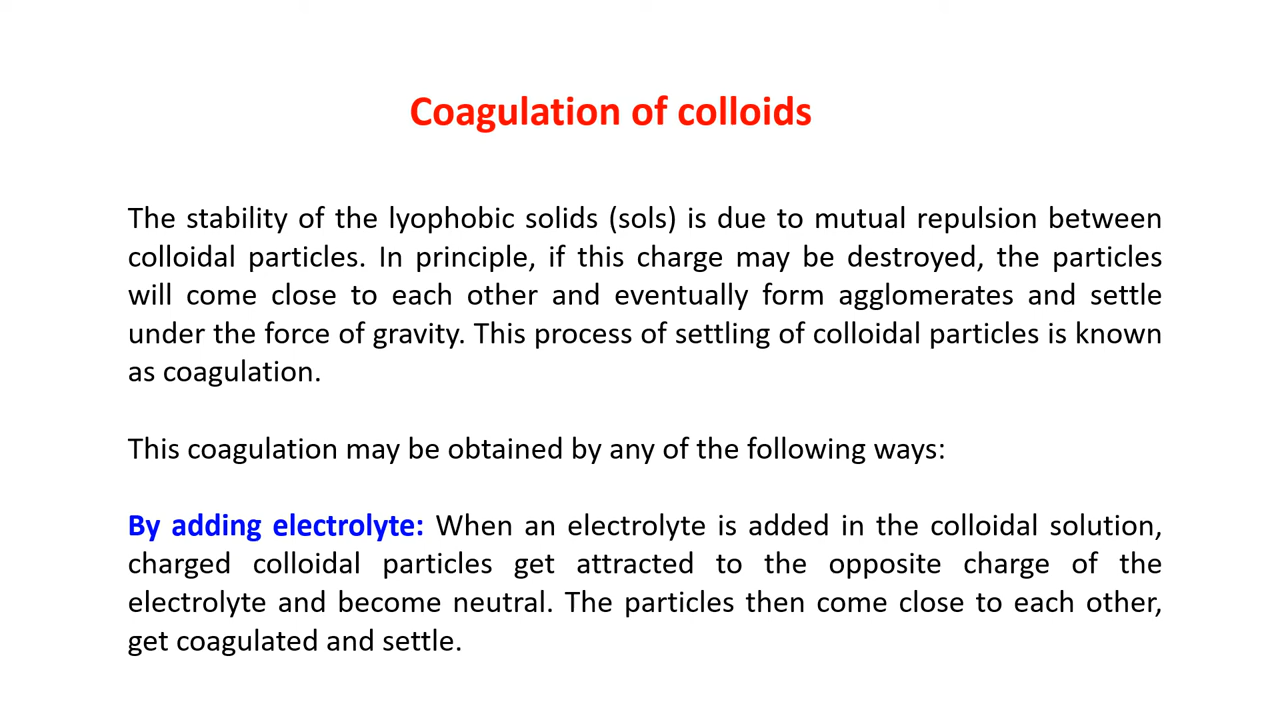 Coagulation of colloids
The stability of the lyophobic solids (sols) is due to mutual repulsion between
colloidal particles. In principle, if this charge may be destroyed, the particles
will come close to each other and eventually form agglomerates and settle
under the force of gravity. This process of settling of colloidal particles is known
as coagulation.
This coagulation may be obtained by any of the following ways:
By adding electrolyte: When an electrolyte is added in the colloidal solution,
charged colloidal particles get attracted to the opposite charge of the
electrolyte and become neutral. The particles then come close to each other,
get coagulated and settle.